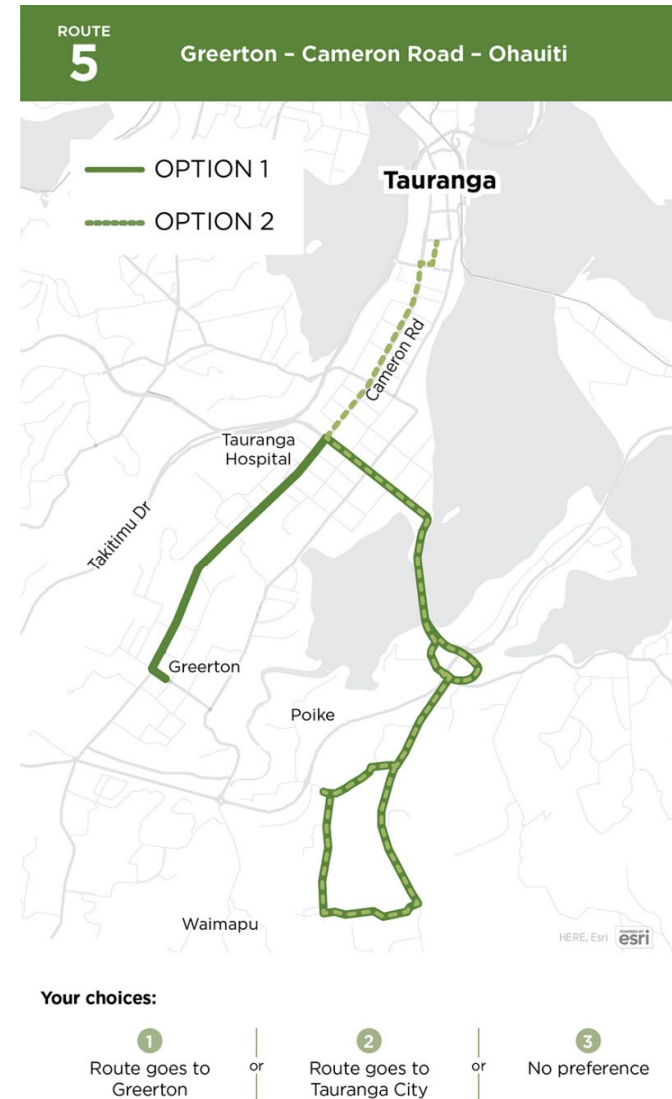 ROUTE
5
Greerton – Cameron Road – Ohauiti
OPTION 1
OPTION 2
Tauranga
Cameron Rd
Tauranga
Hospital
Takitimu Dr
Greerton
Poike
Waimapu
HERE, Esri
POWERED BY
esri
Your choices:
1
Route goes to
Greerton
or
2
Route goes to
Tauranga City
or
3
No preference